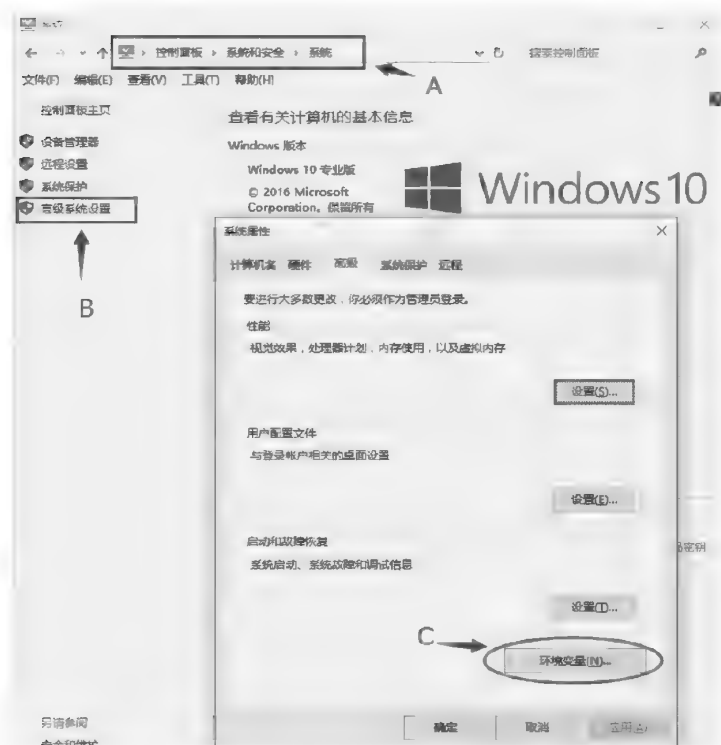 控制面板 › 系统和安全 › 系统
搜索控制面板
A
文件(F) 编辑(E) 查看(V) 工具(T) 帮助(H)
控制面板主页
设备管理器
远程设置
系统保护
高级系统设置
B
查看有关计算机的基本信息
Windows 版本
Windows 10 专业版
© 2016 Microsoft
Corporation。保留所有
Windows 10
系统属性
计算机名 硬件 高级 系统保护 远程
要进行大多数更改，你必须作为管理员登录。
性能
视觉效果，处理器计划，内存使用，以及虚拟内存
设置(S)...
用户配置文件
与登录帐户相关的桌面设置
设置(E)...
启动和故障恢复
系统启动、系统故障和调试信息
设置(T)...
C
环境变量(N)...
确定 取消 应用(A)
另请参阅
安全和维护
品密钥